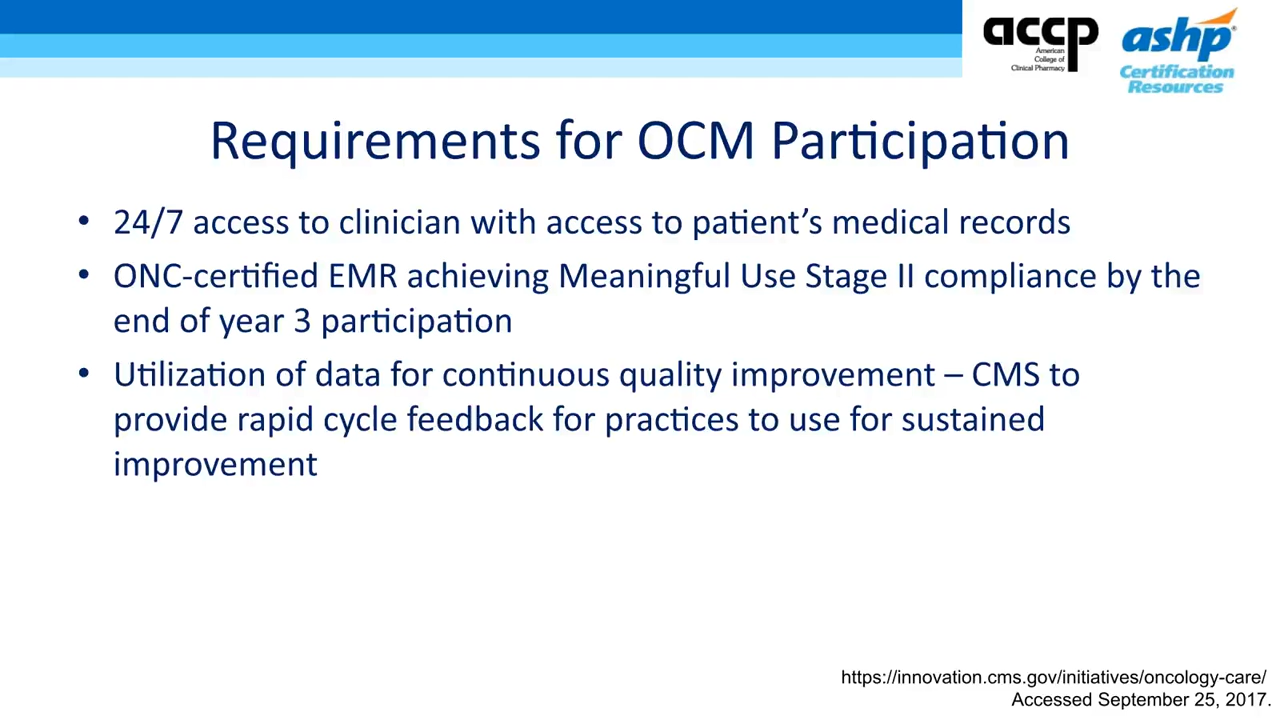 accp
American
College of
Clinical Pharmacy
ashp®
Certification
Resources
Requirements for OCM Participation
• 24/7 access to clinician with access to patient’s medical records
• ONC-certified EMR achieving Meaningful Use Stage II compliance by the
end of year 3 participation
• Utilization of data for continuous quality improvement – CMS to
provide rapid cycle feedback for practices to use for sustained
improvement
https://innovation.cms.gov/initiatives/oncology-care/
Accessed September 25, 2017.